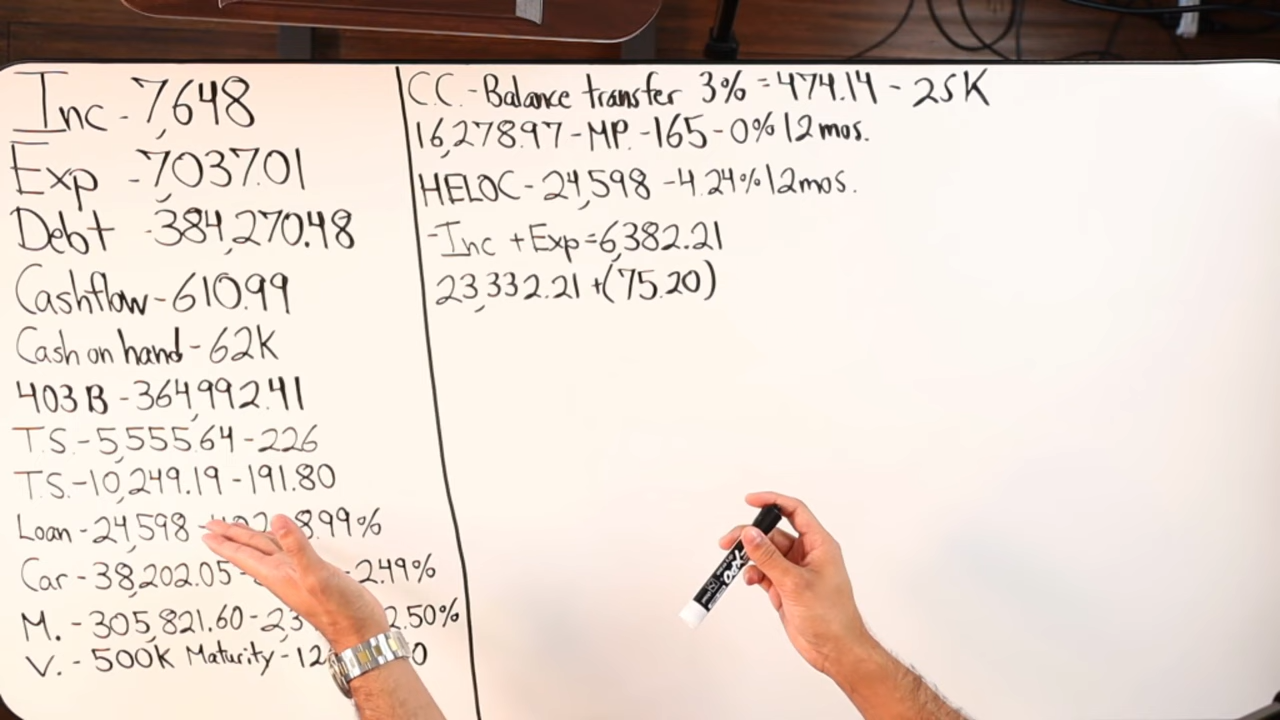 Inc - 7,648
Exp - 7,037.01
Debt - 384,270.48
Cashflow - 610.99
Cash on hand - 62K
403B - 364,992.41
T.S. - 5,555.64 - 226
T.S. - 10,249.19 - 191.80
Loan - 24,598 - 8.99%
Car - 38,202.05 - - 2.49%
M. - 305,821.60 - 2.50%
V. - 500K Maturity -
C.C. - Balance transfer 3% = 474.14 - 25K
16,278.97 - MP. - 165 - 0% 12 mos.
HELOC - 24,598 - 4.24% 12 mos.
- Inc + Exp = 6,382.21
23,332.21 + (75.20)
EXPO